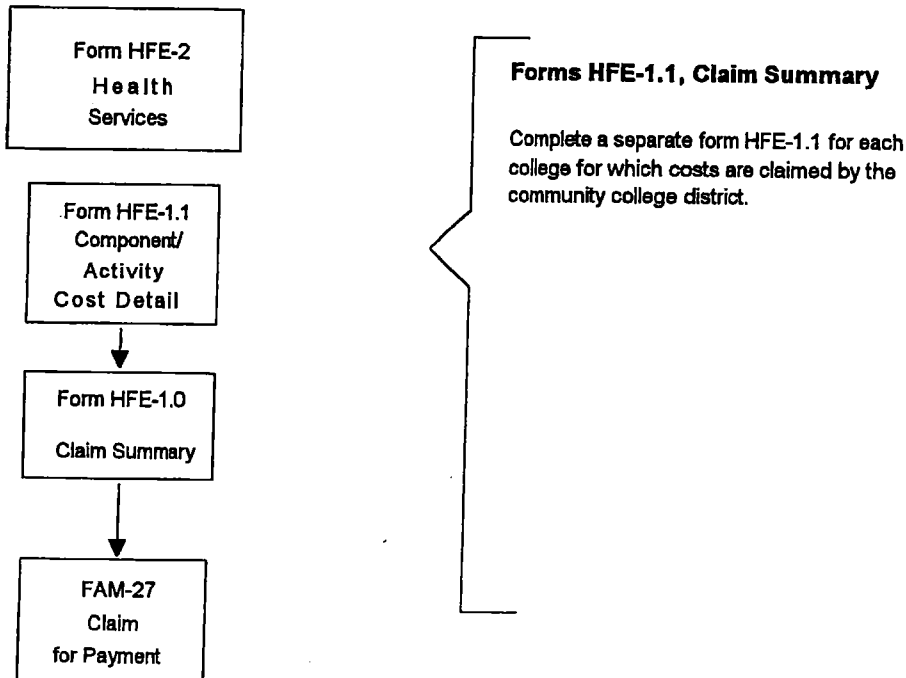 Form HFE-2
Health
Services
Form HFE-1.1
Component/
Activity
Cost Detail
Form HFE-1.0
Claim Summary
FAM-27
Claim
for Payment
Forms HFE-1.1, Claim Summary
Complete a separate form HFE-1.1 for each
college for which costs are claimed by the
community college district.